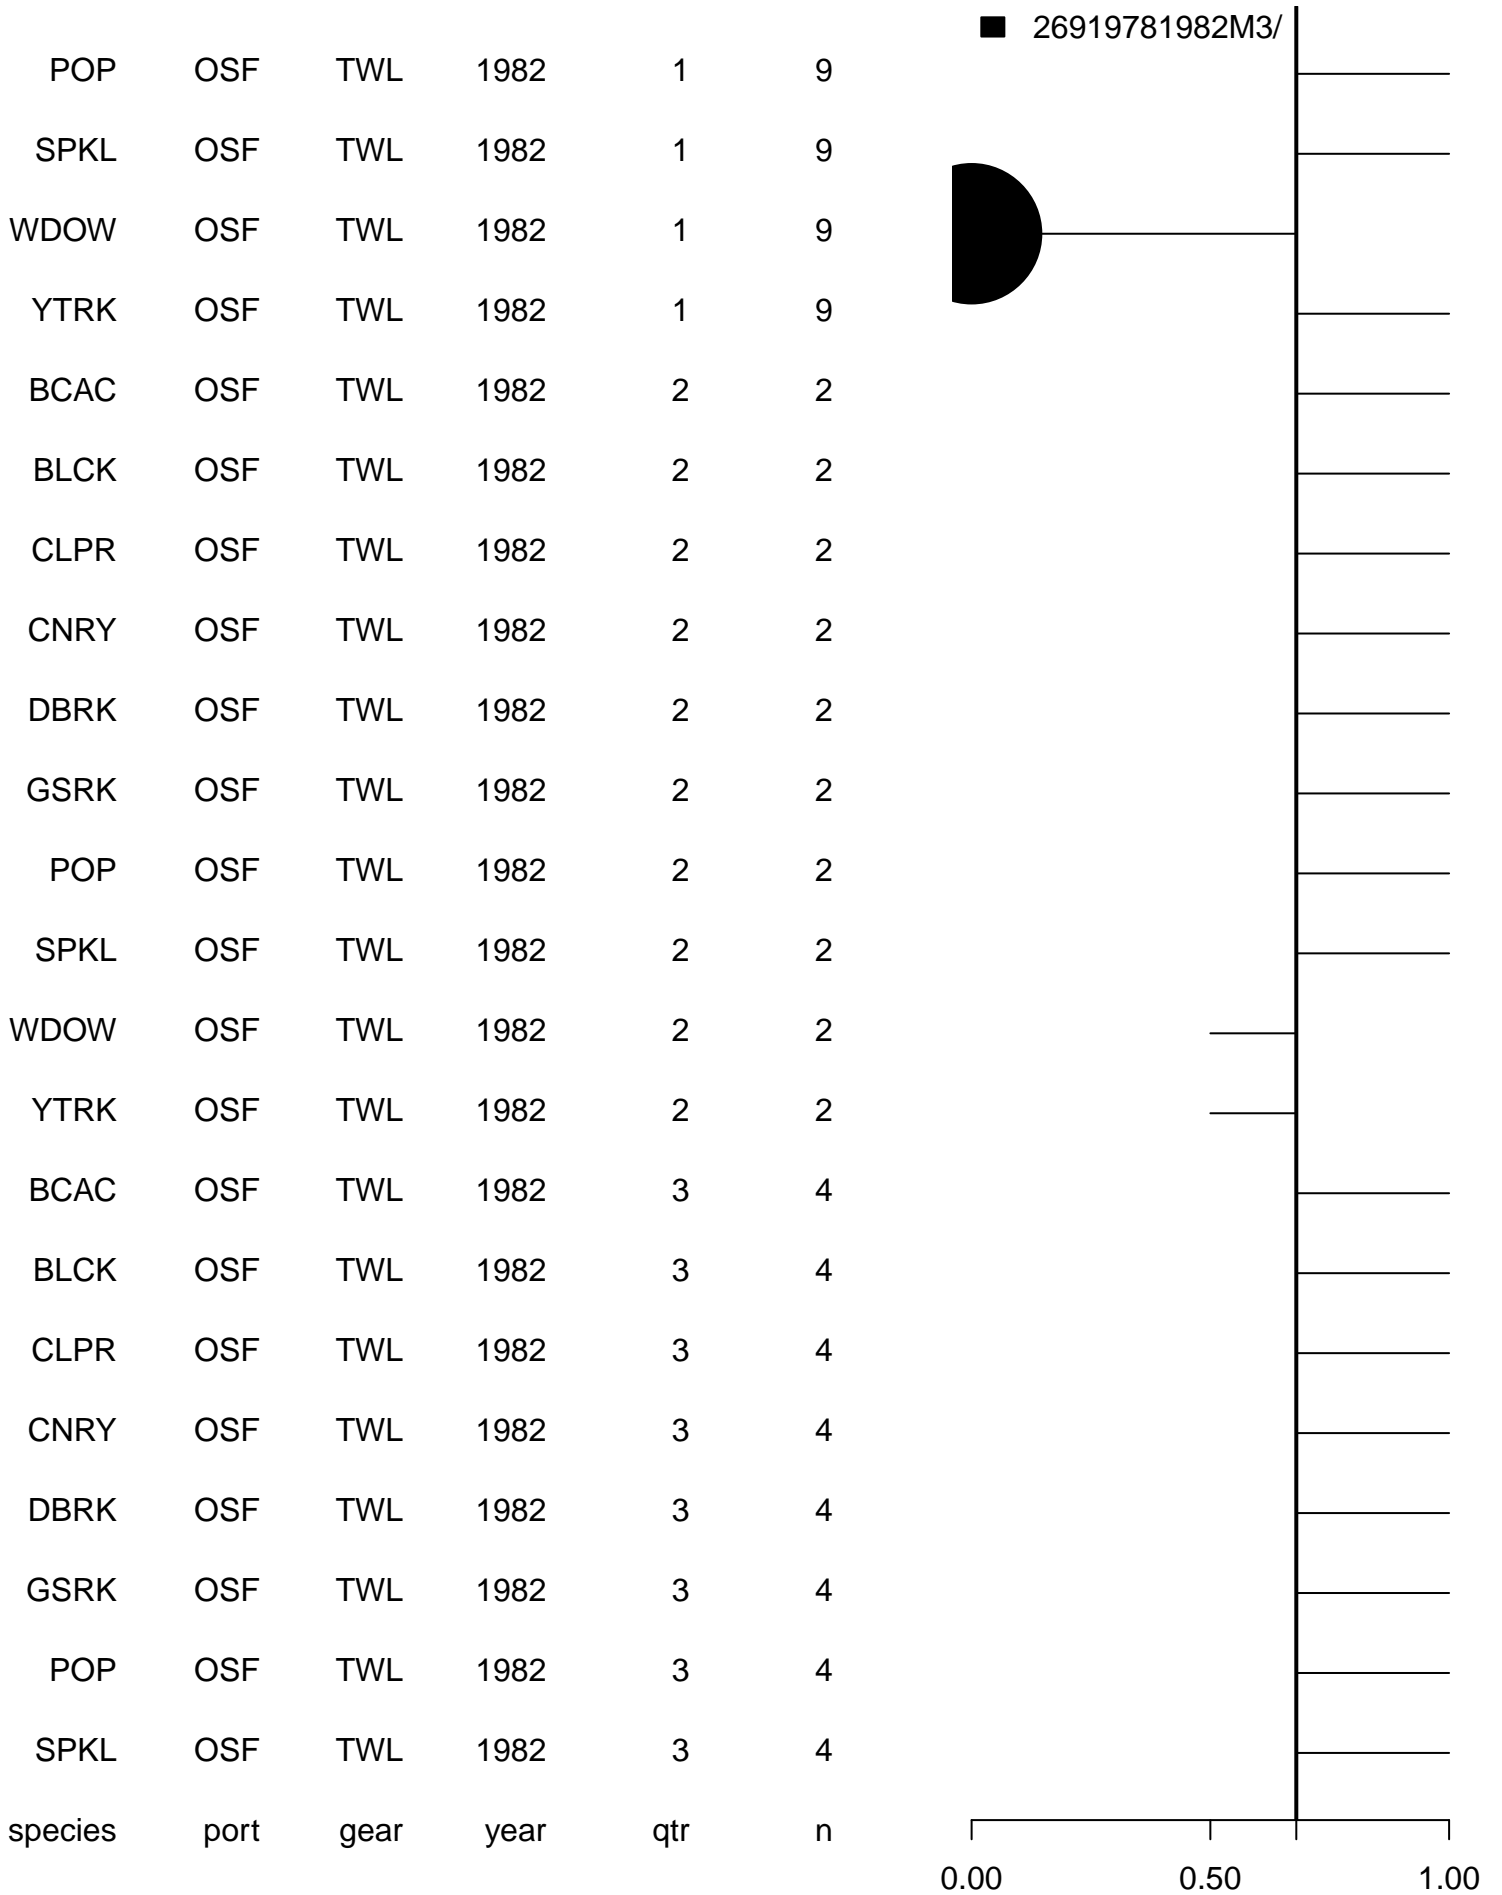 26919781982M3/
POP OSF TWL 1982 1 9
SPKL OSF TWL 1982 1 9
WDOW OSF TWL 1982 1 9
YTRK OSF TWL 1982 1 9
BCAC OSF TWL 1982 2 2
BLCK OSF TWL 1982 2 2
CLPR OSF TWL 1982 2 2
CNRY OSF TWL 1982 2 2
DBRK OSF TWL 1982 2 2
GSRK OSF TWL 1982 2 2
POP OSF TWL 1982 2 2
SPKL OSF TWL 1982 2 2
WDOW OSF TWL 1982 2 2
YTRK OSF TWL 1982 2 2
BCAC OSF TWL 1982 3 4
BLCK OSF TWL 1982 3 4
CLPR OSF TWL 1982 3 4
CNRY OSF TWL 1982 3 4
DBRK OSF TWL 1982 3 4
GSRK OSF TWL 1982 3 4
POP OSF TWL 1982 3 4
SPKL OSF TWL 1982 3 4
species port gear year qtr n
0.00 0.50 1.00